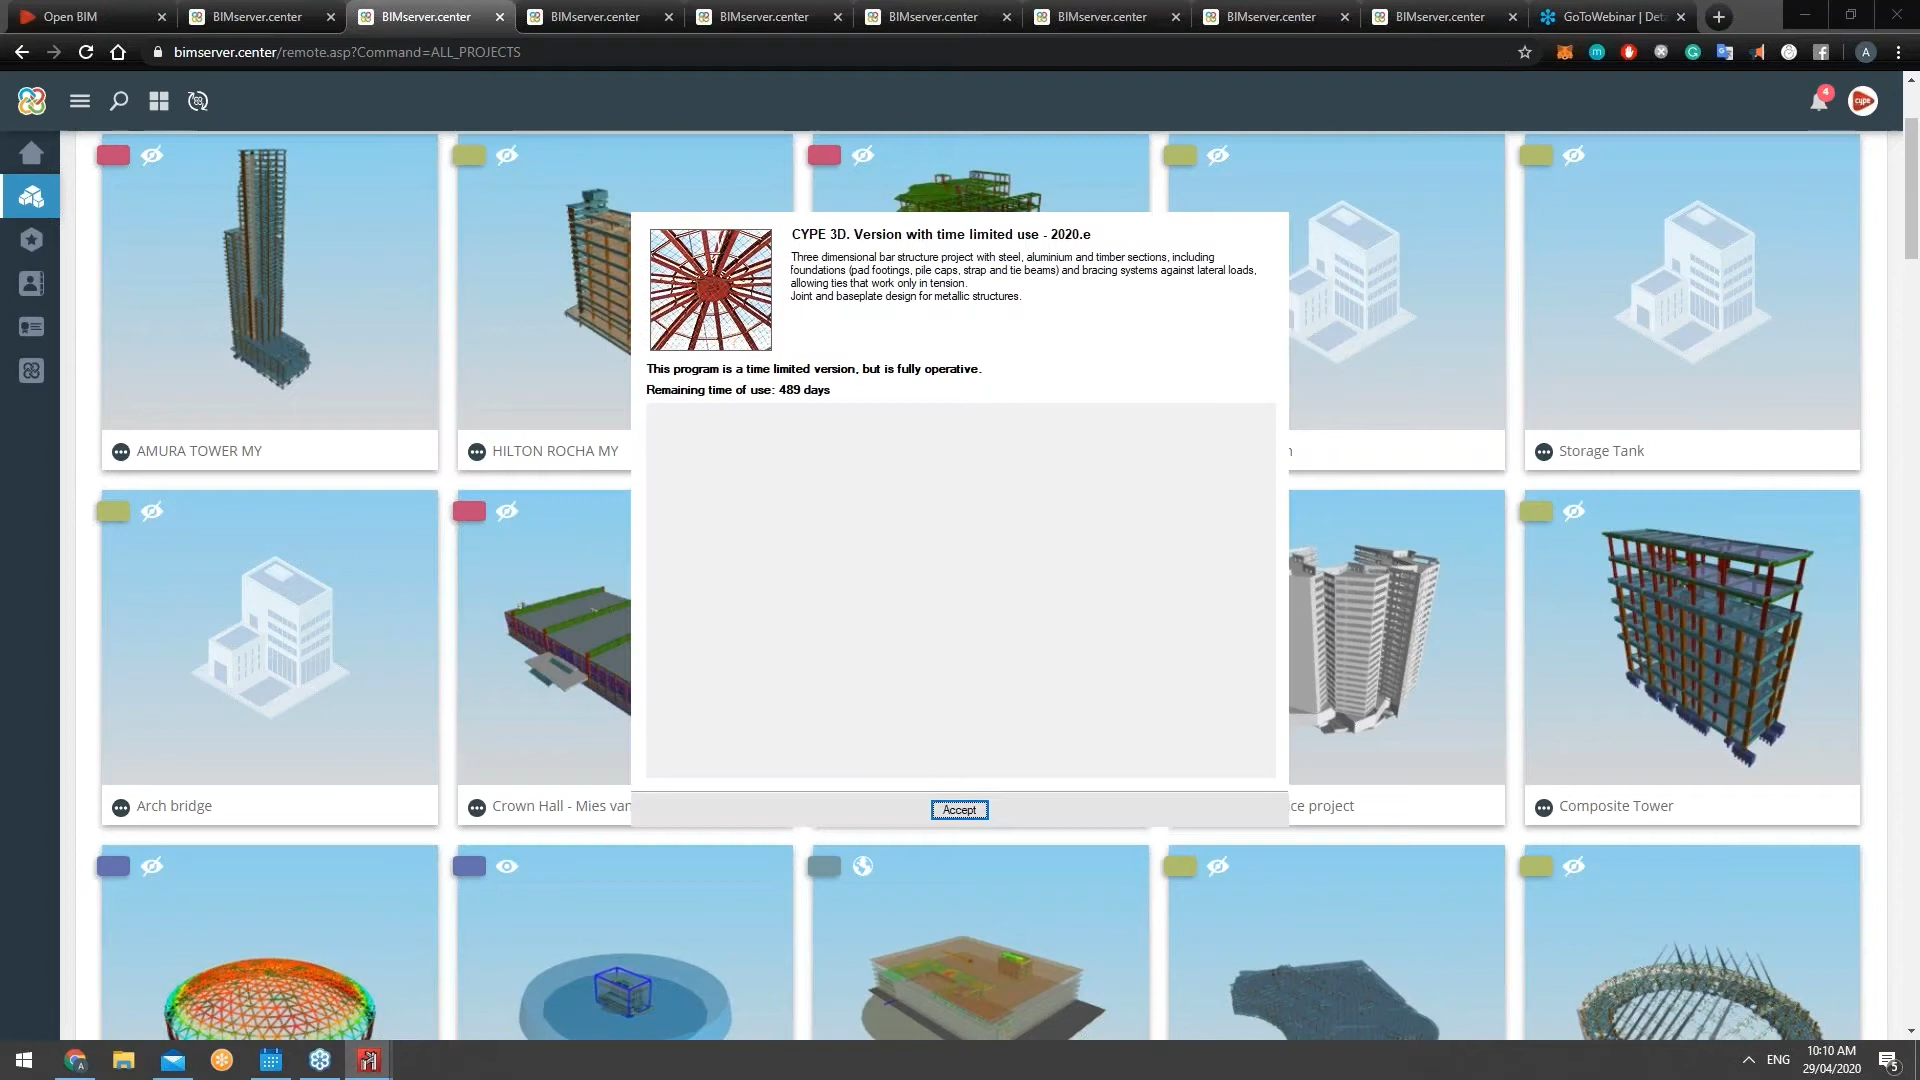 Open BIM
BIMserver.center
BIMserver.center
BIMserver.center
BIMserver.center
BIMserver.center
BIMserver.center
BIMserver.center
BIMserver.center
GoToWebinar | Det
bimserver.center/remote.asp?Command=ALL_PROJECTS
A
4
cype
CYPE 3D. Version with time limited use - 2020.e
Three dimensional bar structure project with steel, aluminium and timber sections, including
foundations (pad footings, pile caps, strap and tie beams) and bracing systems against lateral loads,
allowing ties that work only in tension.
Joint and baseplate design for metallic structures.
This program is a time limited version, but is fully operative.
Remaining time of use: 489 days
AMURA TOWER MY
HILTON ROCHA MY
Storage Tank
Arch bridge
Crown Hall - Mies van
ice project
Composite Tower
Accept
ENG
10:10 AM
29/04/2020
5